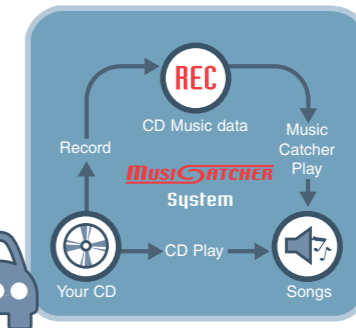 REC
CD Music data
Record
Music
Catcher
Play
MUSICATCHER
System
CD Play
Your CD
Songs